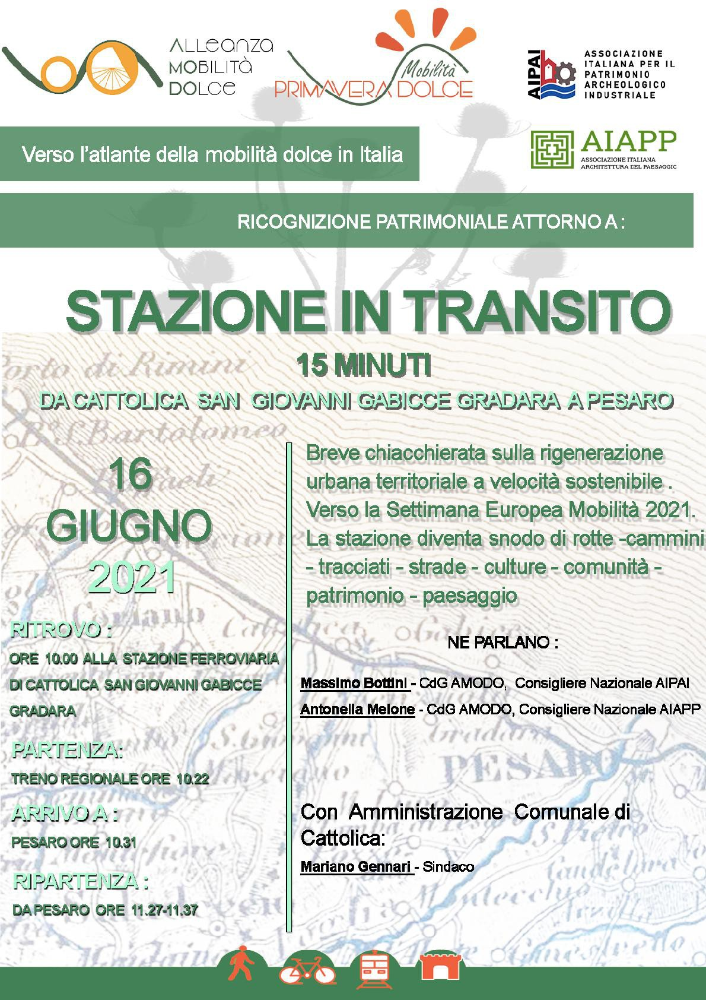 ALLeanza
MOBILITÀ
DOLce
Mobilità
PRIMAVERA DOLCE
AIPAI
ASSOCIAZIONE
ITALIANA PER IL
PATRIMONIO
ARCHEOLOGICO
INDUSTRIALE
Verso l'atlante della mobilità dolce in Italia
AIAPP
ASSOCIAZIONE ITALIANA
ARCHITETTURA DEL PAESAGGIO
RICOGNIZIONE PATRIMONIALE ATTORNO A :
STAZIONE IN TRANSITO
15 MINUTI
DA CATTOLICA SAN GIOVANNI GABICCE GRADARA A PESARO
16
GIUGNO
2021
RITROVO :
ORE 10.00 ALLA STAZIONE FERROVIARIA
DI CATTOLICA SAN GIOVANNI GABICCE
GRADARA
PARTENZA:
TRENO REGIONALE ORE 10.22
ARRIVO A :
PESARO ORE 10.31
RIPARTENZA :
DA PESARO ORE 11.27-11.37
Breve chiacchierata sulla rigenerazione
urbana territoriale a velocità sostenibile .
Verso la Settimana Europea Mobilità 2021.
La stazione diventa snodo di rotte -cammini
- tracciati - strade - culture - comunità -
patrimonio - paesaggio
NE PARLANO :
Massimo Bottini - CdG AMODO, Consigliere Nazionale AIPAI
Antonella Melone - CdG AMODO, Consigliere Nazionale AIAPP
Con Amministrazione Comunale di
Cattolica:
Mariano Gennari - Sindaco
Porto di Rimini
S. Bartolomeo
Gradara
PESARO